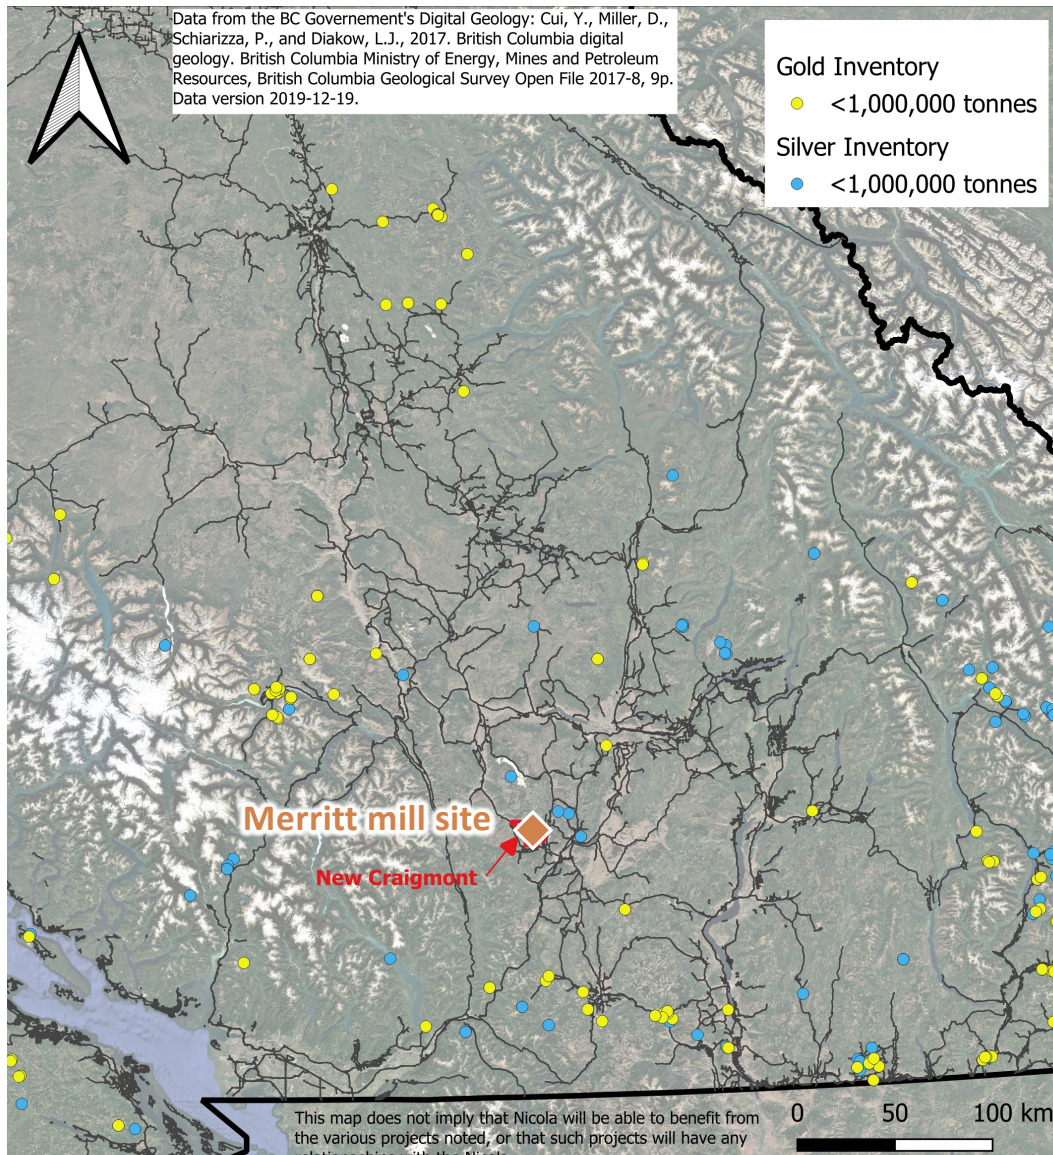 Data from the BC Governement's Digital Geology: Cui, Y., Miller, D.,
Schiarizza, P., and Diakow, L.J., 2017. British Columbia digital
geology. British Columbia Ministry of Energy, Mines and Petroleum
Resources, British Columbia Geological Survey Open File 2017-8, 9p.
Data version 2019-12-19.
Gold Inventory
<1,000,000 tonnes
Silver Inventory
<1,000,000 tonnes
Merritt mill site
New Craigmont
This map does not imply that Nicola will be able to benefit from
the various projects noted, or that such projects will have any
0 50 100 km